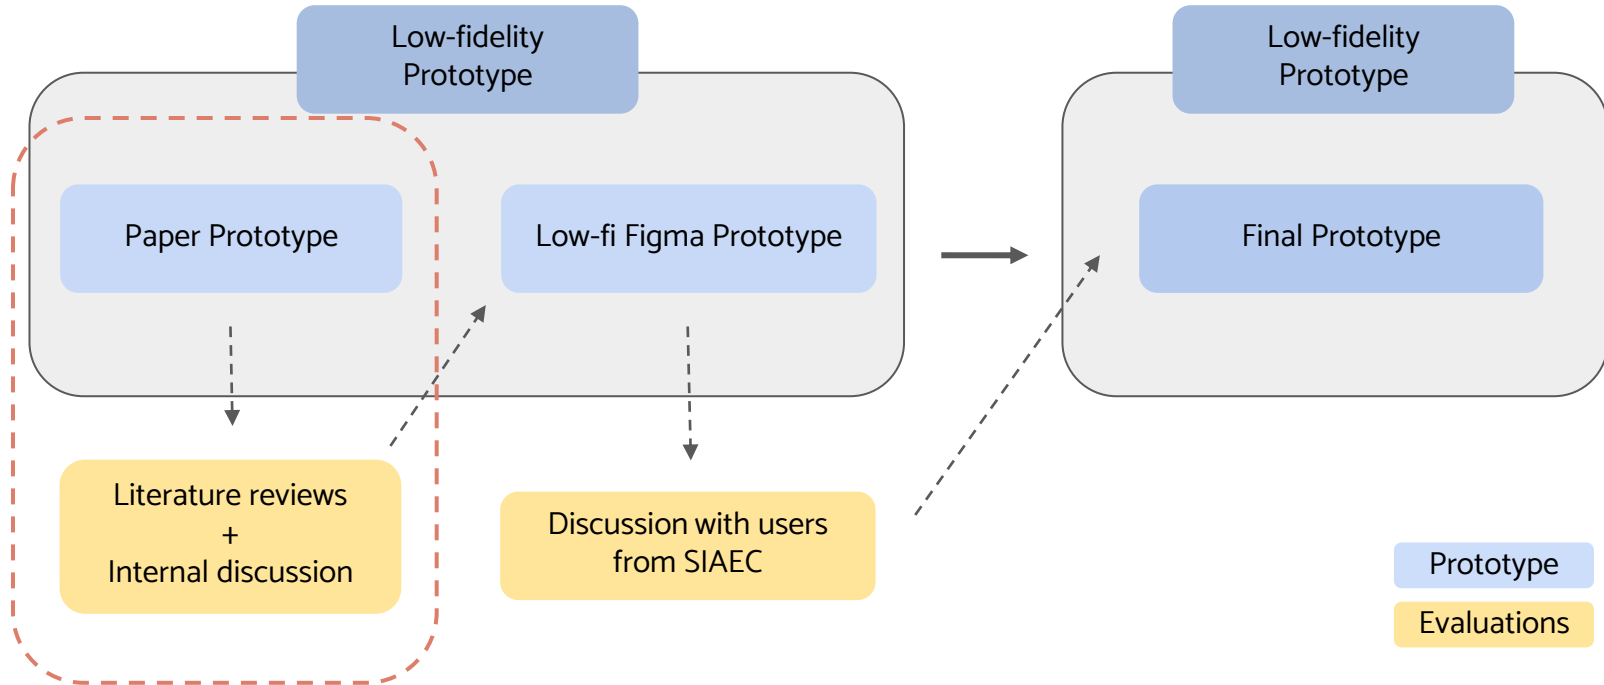 Low-fidelity
Prototype
Low-fidelity
Prototype
Paper Prototype
Low-fi Figma Prototype
Final Prototype
Literature reviews
+
Internal discussion
Discussion with users
from SIAEC
Prototype
Evaluations